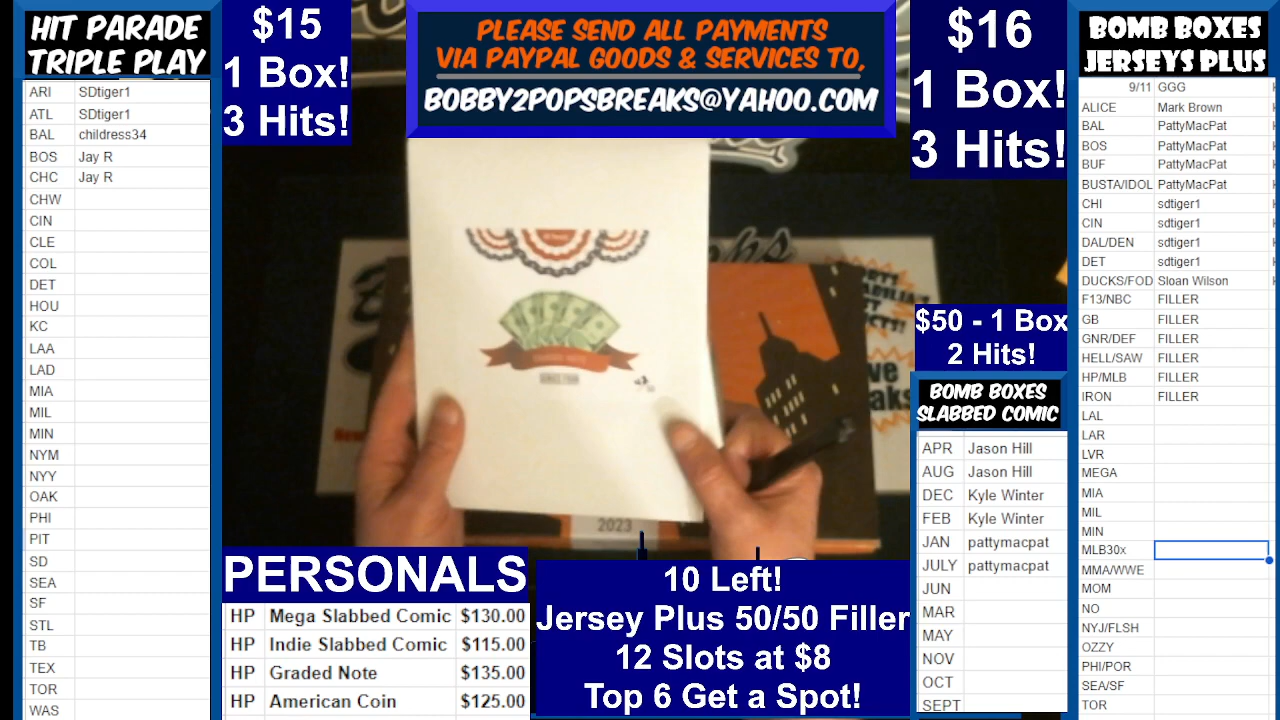 HIT PARADE
TRIPLE PLAY
ARI SDtiger1
ATL SDtiger1
BAL childress34
BOS Jay R
CHC Jay R
CHW
CIN
CLE
COL
DET
HOU
KC
LAA
LAD
MIA
MIL
MIN
NYM
NYY
OAK
PHI
PIT
SD
SEA
SF
STL
TB
TEX
TOR
WAS
$15
1 Box!
3 Hits!
PLEASE SEND ALL PAYMENTS
VIA PAYPAL GOODS & SERVICES TO,
BOBBY2POPSBREAKS@YAHOO.COM
2023
PERSONALS
HP Mega Slabbed Comic $130.00
HP Indie Slabbed Comic $115.00
HP Graded Note $135.00
HP American Coin $125.00
10 Left!
Jersey Plus 50/50 Filler
12 Slots at $8
Top 6 Get a Spot!
$16
1 Box!
3 Hits!
$50 - 1 Box
2 Hits!
BOMB BOXES
SLABBED COMIC
APR Jason Hill
AUG Jason Hill
DEC Kyle Winter
FEB Kyle Winter
JAN pattymacpat
JULY pattymacpat
JUN
MAR
MAY
NOV
OCT
SEPT
BOMB BOXES
JERSEYS PLUS
9/11 GGG
ALICE Mark Brown
BAL PattyMacPat
BOS PattyMacPat
BUF PattyMacPat
BUSTA/IDOL PattyMacPat
CHI sdtiger1
CIN sdtiger1
DAL/DEN sdtiger1
DET sdtiger1
DUCKS/FOD Sloan Wilson
F13/NBC FILLER
GB FILLER
GNR/DEF FILLER
HELL/SAW FILLER
HP/MLB FILLER
IRON FILLER
LAL
LAR
LVR
MEGA
MIA
MIL
MIN
MLB30x
MMA/WWE
MOM
NO
NYJ/FLSH
OZZY
PHI/POR
SEA/SF
TOR